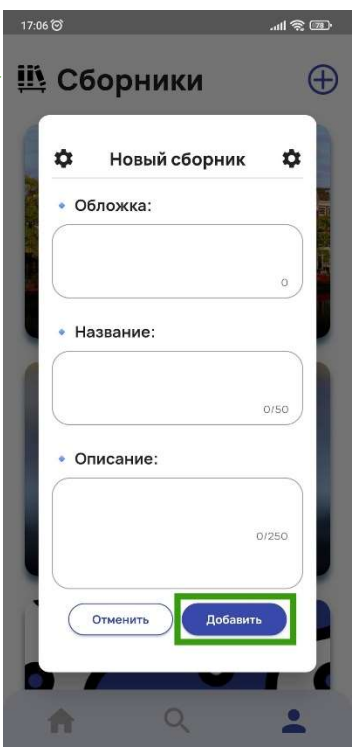 17:06
78
Сборники
Новый сборник
Обложка:
0
Название:
0/50
Описание:
0/250
Отменить
Добавить